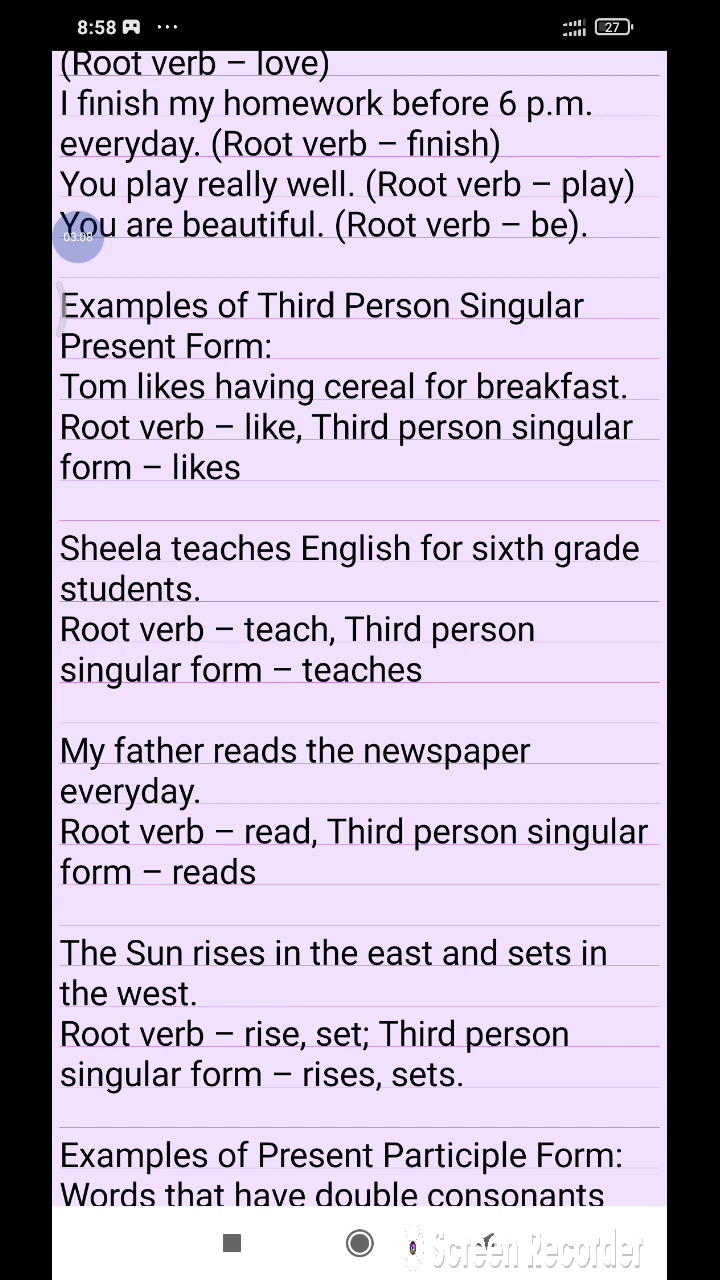 8:58
27
(Root verb – love)
I finish my homework before 6 p.m.
everyday. (Root verb – finish)
You play really well. (Root verb – play)
You are beautiful. (Root verb – be).
03:08
Examples of Third Person Singular
Present Form:
Tom likes having cereal for breakfast.
Root verb – like, Third person singular
form – likes
Sheela teaches English for sixth grade
students.
Root verb – teach, Third person
singular form – teaches
My father reads the newspaper
everyday.
Root verb – read, Third person singular
form – reads
The Sun rises in the east and sets in
the west.
Root verb – rise, set; Third person
singular form – rises, sets.
Examples of Present Participle Form:
Words that have double consonants
Screen Recorder